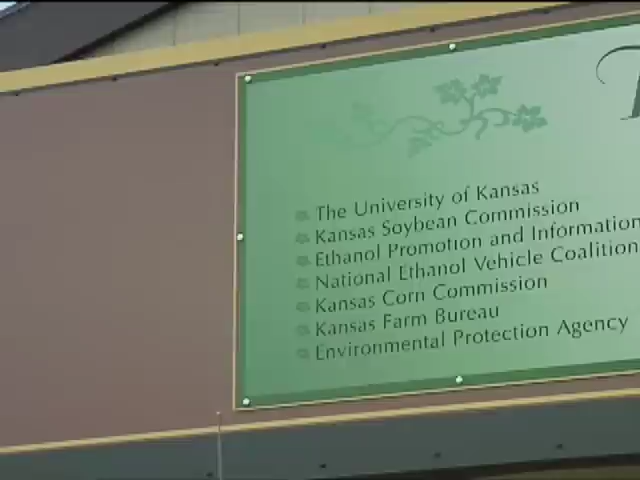 The University of Kansas
Kansas Soybean Commission
Ethanol Promotion and Information
National Ethanol Vehicle Coalition
Kansas Corn Commission
Kansas Farm Bureau
Environmental Protection Agency